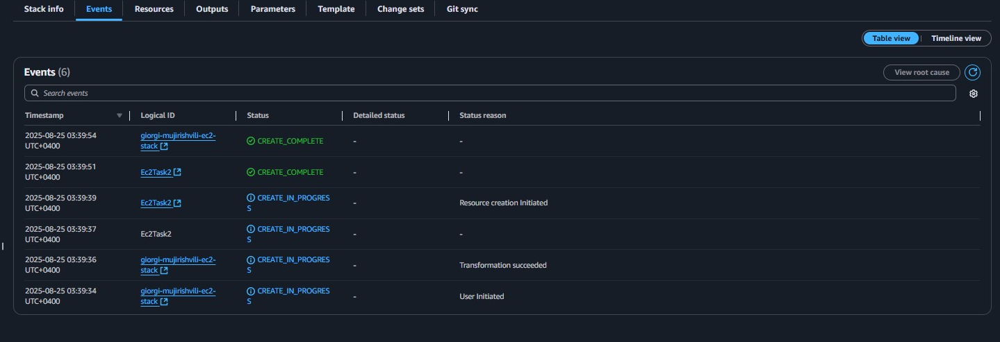 Stack info Events Resources Outputs Parameters Template Change sets Git sync
Table view Timeline view
Events (6)
View root cause
Search events
Timestamp Logical ID Status Detailed status Status reason
2025-08-25 03:39:54 giorgi-mujirishvili-ec2- CREATE_COMPLETE - -
UTC+0400 stack
2025-08-25 03:39:51 Ec2Task2 CREATE_COMPLETE - -
UTC+0400
2025-08-25 03:39:39 Ec2Task2 CREATE_IN_PROGRES - Resource creation Initiated
UTC+0400 S
2025-08-25 03:39:37 Ec2Task2 CREATE_IN_PROGRES - -
UTC+0400 S
2025-08-25 03:39:36 giorgi-mujirishvili-ec2- CREATE_IN_PROGRES - Transformation succeeded
UTC+0400 stack S
2025-08-25 03:39:34 giorgi-mujirishvili-ec2- CREATE_IN_PROGRES - User Initiated
UTC+0400 stack S